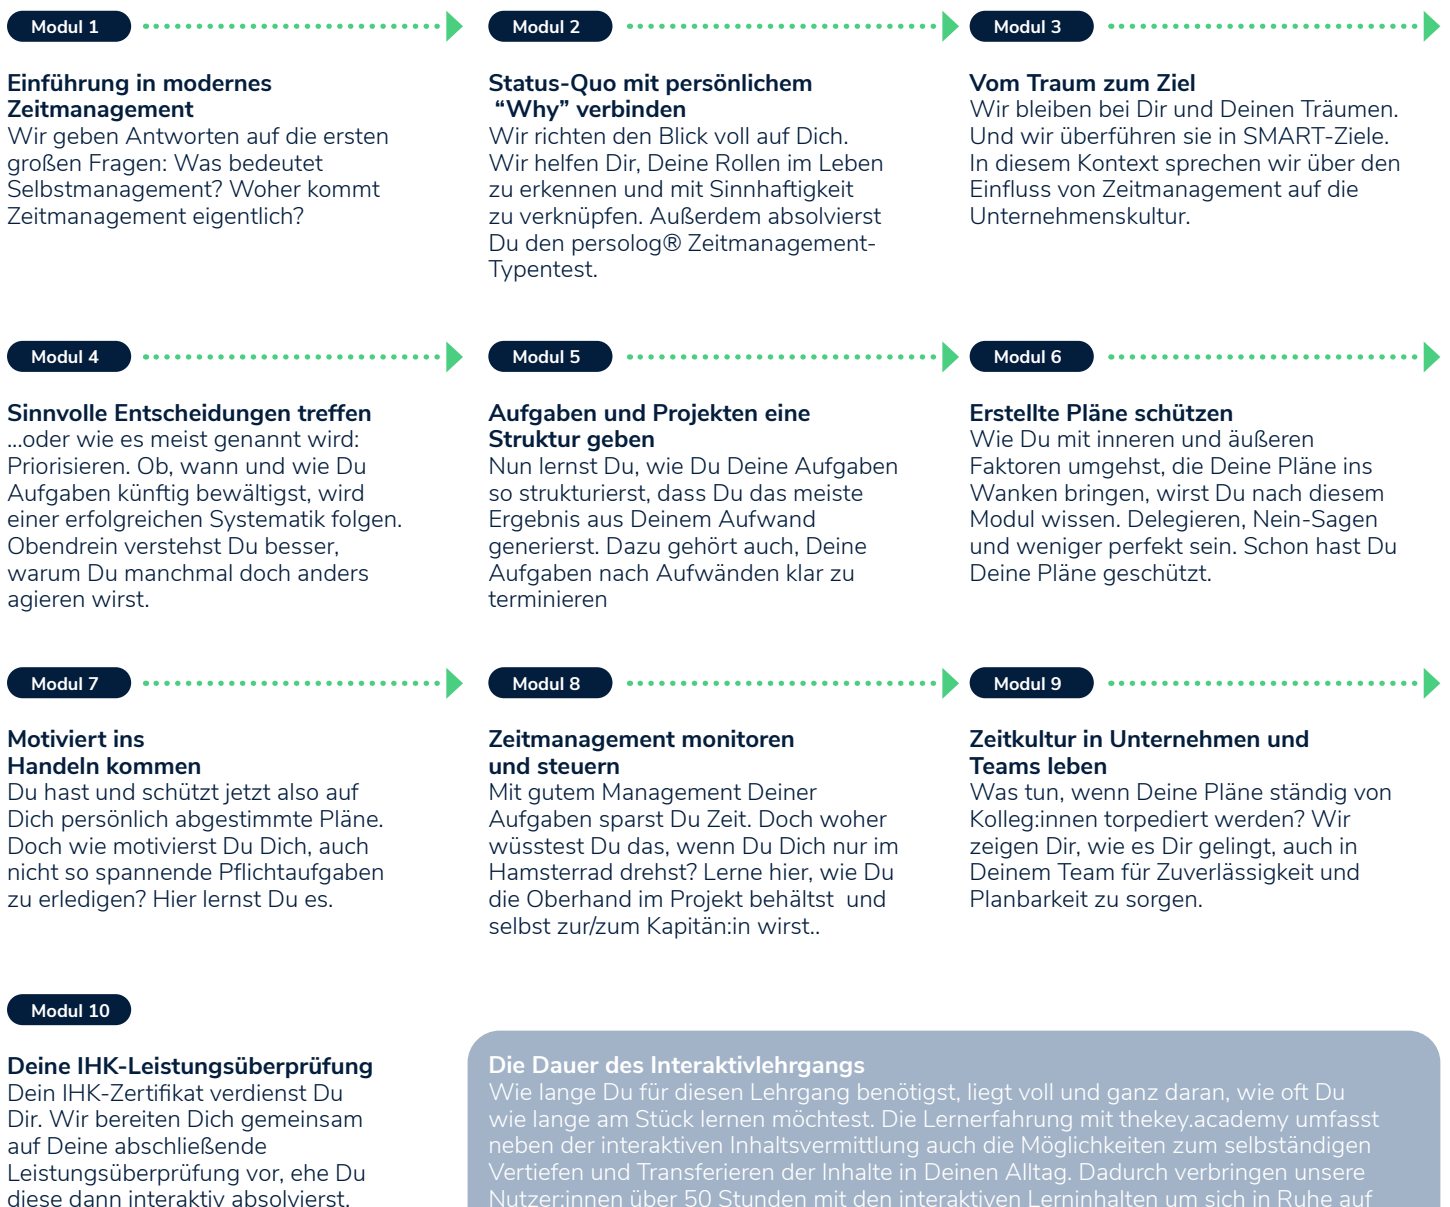 Modul 1
Einführung in modernes
Zeitmanagement
Wir geben Antworten auf die ersten
großen Fragen: Was bedeutet
Selbstmanagement? Woher kommt
Zeitmanagement eigentlich?
Modul 2
Status-Quo mit persönlichem
“Why” verbinden
Wir richten den Blick voll auf Dich.
Wir helfen Dir, Deine Rollen im Leben
zu erkennen und mit Sinnhaftigkeit
zu verknüpfen. Außerdem absolvierst
Du den persolog® Zeitmanagement-
Typentest.
Modul 3
Vom Traum zum Ziel
Wir bleiben bei Dir und Deinen Träumen.
Und wir überführen sie in SMART-Ziele.
In diesem Kontext sprechen wir über den
Einfluss von Zeitmanagement auf die
Unternehmenskultur.
Modul 4
Sinnvolle Entscheidungen treffen
...oder wie es meist genannt wird:
Priorisieren. Ob, wann und wie Du
Aufgaben künftig bewältigst, wird
einer erfolgreichen Systematik folgen.
Obendrein verstehst Du besser,
warum Du manchmal doch anders
agieren wirst.
Modul 5
Aufgaben und Projekten eine
Struktur geben
Nun lernst Du, wie Du Deine Aufgaben
so strukturierst, dass Du das meiste
Ergebnis aus Deinem Aufwand
generierst. Dazu gehört auch, Deine
Aufgaben nach Aufwänden klar zu
terminieren
Modul 6
Erstellte Pläne schützen
Wie Du mit inneren und äußeren
Faktoren umgehst, die Deine Pläne ins
Wanken bringen, wirst Du nach diesem
Modul wissen. Delegieren, Nein-Sagen
und weniger perfekt sein. Schon hast Du
Deine Pläne geschützt.
Modul 7
Motiviert ins
Handeln kommen
Du hast und schützt jetzt also auf
Dich persönlich abgestimmte Pläne.
Doch wie motivierst Du Dich, auch
nicht so spannende Pflichtaufgaben
zu erledigen? Hier lernst Du es.
Modul 8
Zeitmanagement monitoren
und steuern
Mit gutem Management Deiner
Aufgaben sparst Du Zeit. Doch woher
wüsstest Du das, wenn Du Dich nur im
Hamsterrad drehst? Lerne hier, wie Du
die Oberhand im Projekt behältst  und
selbst zur/zum Kapitän:in wirst..
Modul 9
Zeitkultur in Unternehmen und
Teams leben
Was tun, wenn Deine Pläne ständig von
Kolleg:innen torpediert werden? Wir
zeigen Dir, wie es Dir gelingt, auch in
Deinem Team für Zuverlässigkeit und
Planbarkeit zu sorgen.
Modul 10
Deine IHK-Leistungsüberprüfung
Dein IHK-Zertifikat verdienst Du
Dir. Wir bereiten Dich gemeinsam
auf Deine abschließende
Leistungsüberprüfung vor, ehe Du
diese dann interaktiv absolvierst.
Die Dauer des Interaktivlehrgangs
Wie lange Du für diesen Lehrgang benötigst, liegt voll und ganz daran, wie oft Du
wie lange am Stück lernen möchtest. Die Lernerfahrung mit thekey.academy umfasst
neben der interaktiven Inhaltsvermittlung auch die Möglichkeiten zum selbständigen
Vertiefen und Transferieren der Inhalte in Deinen Alltag. Dadurch verbringen unsere
Nutzer:innen über 50 Stunden mit den interaktiven Lerninhalten um sich in Ruhe auf